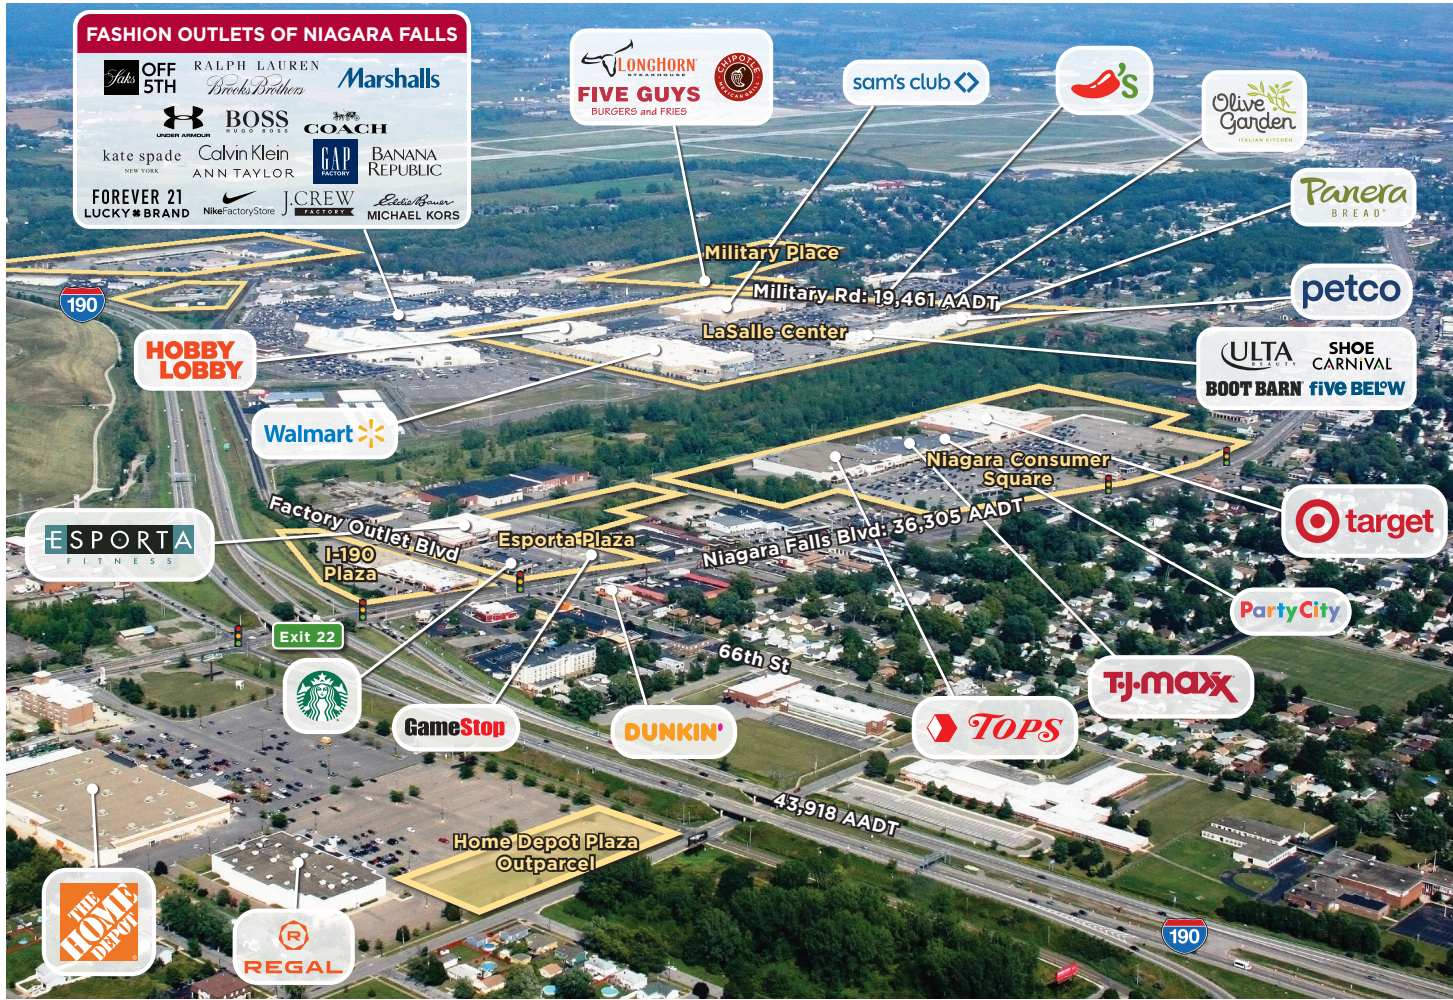 FASHION OUTLETS OF NIAGARA FALLS
Saks OFF 5TH
RALPH LAUREN
Brooks Brothers
Marshalls
UNDER ARMOUR
BOSS
HUGO BOSS
COACH
kate spade
NEW YORK
Calvin Klein
ANN TAYLOR
GAP
FACTORY
BANANA
REPUBLIC
FOREVER 21
LUCKY BRAND
NikeFactoryStore
J.CREW
FACTORY
Eddie Bauer
MICHAEL KORS
LONGHORN
STEAKHOUSE
CHIPOTLE
MEXICAN GRILL
FIVE GUYS
BURGERS and FRIES
sam's club
's
Olive
Garden
ITALIAN KITCHEN
Panera
BREAD
petco
ULTA
BEAUTY
SHOE
CARNiVAL
BOOT BARN
fiVE BEL°W
Military Place
Military Rd: 19,461 AADT
LaSalle Center
190
HOBBY
LOBBY
Walmart
Niagara Consumer
Square
Niagara Falls Blvd: 36,305 AADT
target
ESPORTA
FITNESS
Factory Outlet Blvd
I-190
Plaza
Esporta Plaza
PartyCity
Exit 22
66th St
T.J.maxx
GameStop
DUNKIN'
TOPS
43,918 AADT
Home Depot Plaza
Outparcel
THE
HOME
DEPOT
R
REGAL
190